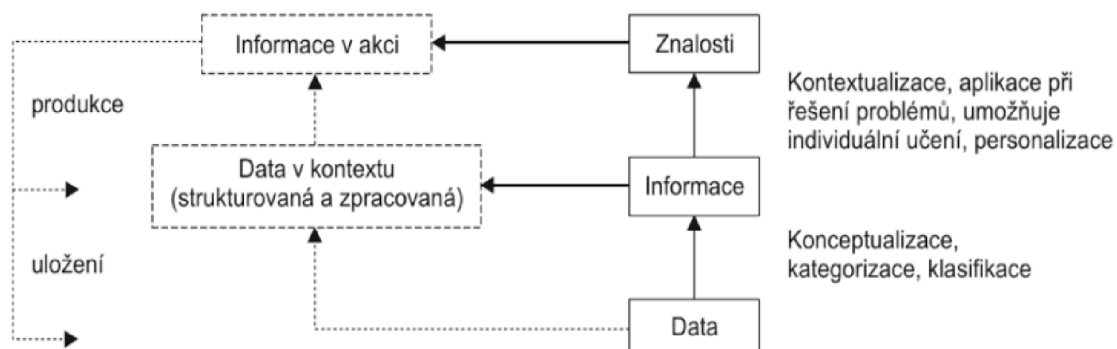 Informace v akci
Znalosti
produkce
Kontextualizace, aplikace při
řešení problémů, umožňuje
individuální učení, personalizace
Data v kontextu
(strukturovaná a zpracovaná)
Informace
uložení
Konceptualizace,
kategorizace, klasifikace
Data